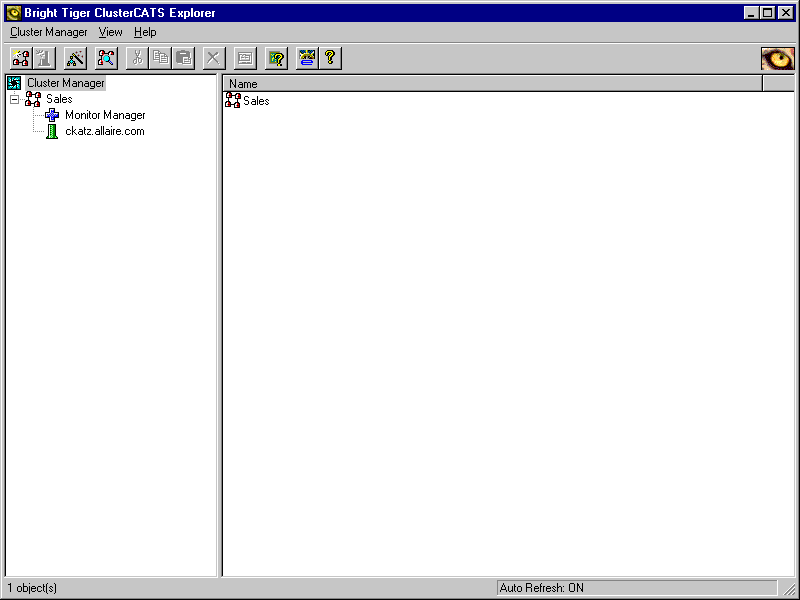 Bright Tiger ClusterCATS Explorer
Cluster Manager View Help
Cluster Manager
Sales
Monitor Manager
ckatz.allaire.com
Name
Sales
1 object(s)
Auto Refresh: ON